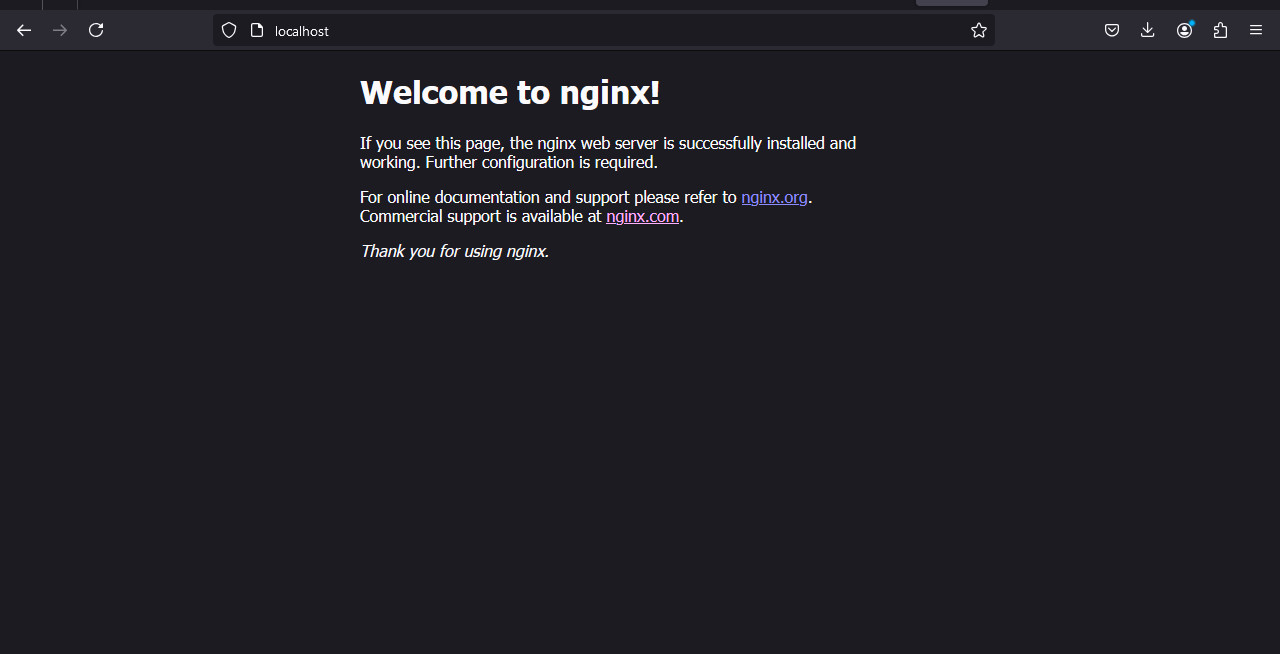 localhost
Welcome to nginx!
If you see this page, the nginx web server is successfully installed and
working. Further configuration is required.
For online documentation and support please refer to nginx.org.
Commercial support is available at nginx.com.
Thank you for using nginx.